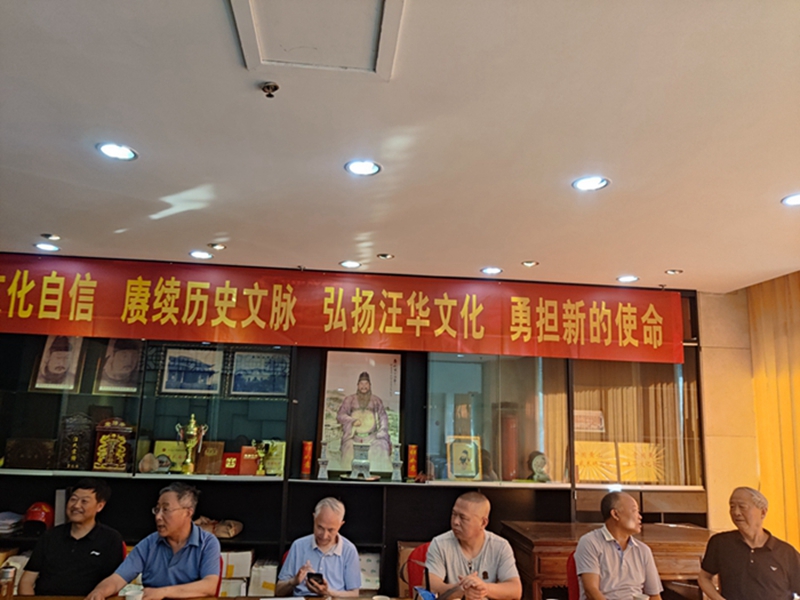 文化自信 赓续历史文脉 弘扬汪华文化 勇担新的使命